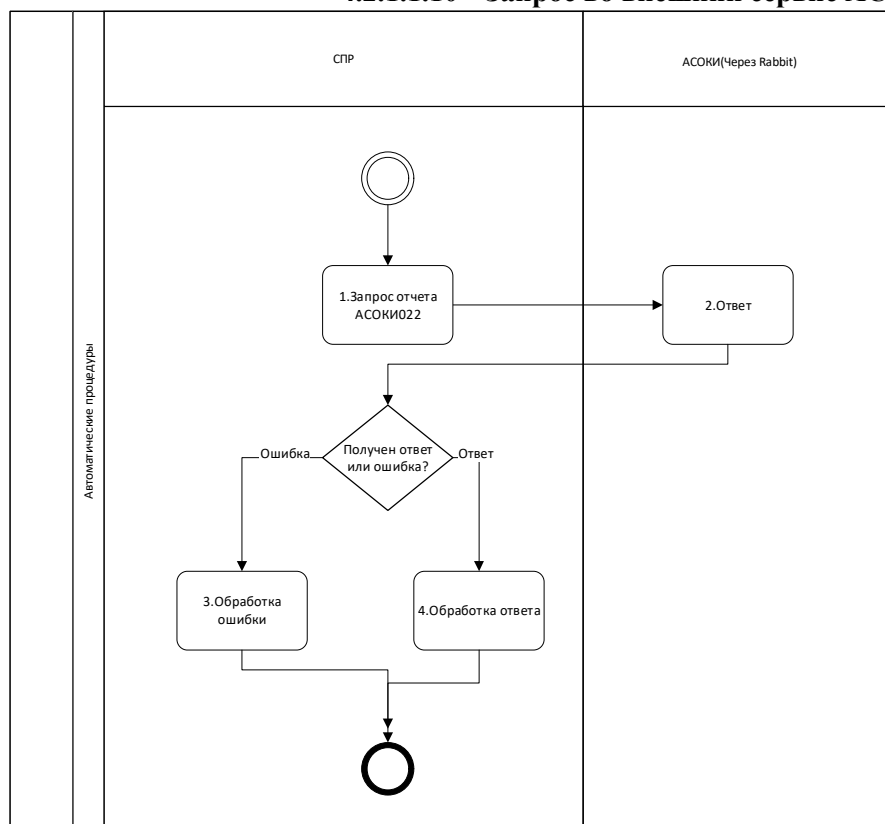 СПР
АСОКИ(Через Rabbit)
Автоматические процедуры
1.Запрос отчета
АСОКИ022
2.Ответ
Получен ответ
или ошибка?
Ошибка
Ответ
3.Обработка
ошибки
4.Обработка ответа